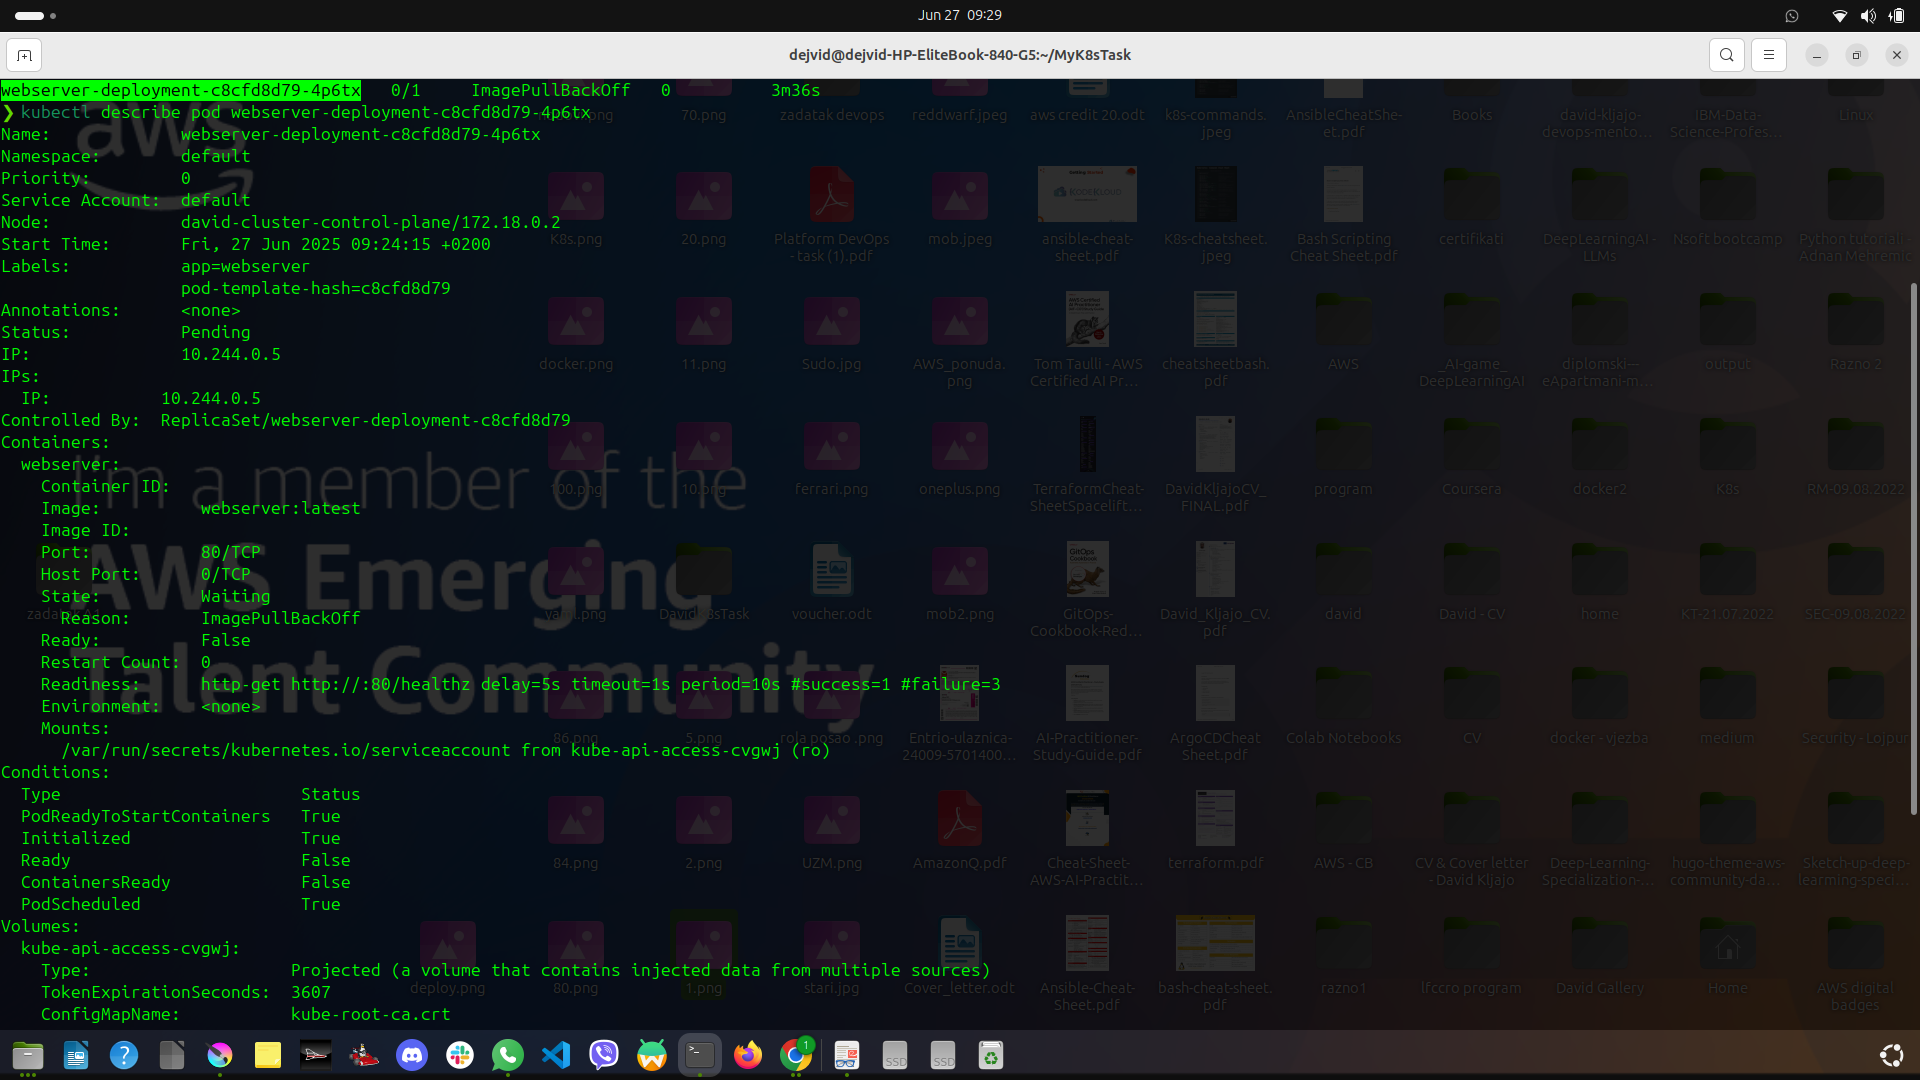 Jun 27 09:29
dejvid@dejvid-HP-EliteBook-840-G5:~/MyK8sTask
webserver-deployment-c8cfd8d79-4p6tx 0/1 ImagePullBackOff 0 3m36s
❯ kubectl describe pod webserver-deployment-c8cfd8d79-4p6tx
Name: webserver-deployment-c8cfd8d79-4p6tx
Namespace: default
Priority: 0
Service Account: default
Node: david-cluster-control-plane/172.18.0.2
Start Time: Fri, 27 Jun 2025 09:24:15 +0200
Labels: app=webserver
pod-template-hash=c8cfd8d79
Annotations: <none>
Status: Pending
IP: 10.244.0.5
IPs:
IP: 10.244.0.5
Controlled By: ReplicaSet/webserver-deployment-c8cfd8d79
Containers:
webserver:
Container ID:
Image: webserver:latest
Image ID:
Port: 80/TCP
Host Port: 0/TCP
State: Waiting
Reason: ImagePullBackOff
Ready: False
Restart Count: 0
Readiness: http-get http://:80/healthz delay=5s timeout=1s period=10s #success=1 #failure=3
Environment: <none>
Mounts:
/var/run/secrets/kubernetes.io/serviceaccount from kube-api-access-cvgwj (ro)
Conditions:
Type Status
PodReadyToStartContainers True
Initialized True
Ready False
ContainersReady False
PodScheduled True
Volumes:
kube-api-access-cvgwj:
Type: Projected (a volume that contains injected data from multiple sources)
TokenExpirationSeconds: 3607
ConfigMapName: kube-root-ca.crt
aws
I'm a member of the
AWS Emerging
Talent Community
70.png
zadatak devops
reddwarf.jpeg
aws credit 20.odt
k8s-commands.
jpeg
AnsibleCheatShe-
et.pdf
Books
david-kljajo-
devops-mento...
IBM-Data-
Science-Profes...
Linux
K8s.png
20.png
Platform DevOps
- task (1).pdf
mob.jpeg
ansible-cheat-
sheet.pdf
K8s-cheatsheet.
jpeg
Bash Scripting
Cheat Sheet.pdf
certifikati
DeepLearningAI -
LLMs
Nsoft bootcamp
Python tutorijali -
Adnan Mehremic
docker.png
11.png
Sudo.jpg
AWS_ponuda.
png
Tom Taulli - AWS
Certified AI Pr...
cheatsheetbash.
pdf
AWS
_AI-game_
DeepLearningAI
diplomski---
eApartmani-m...
output
Razno 2
100.png
10.png
ferrari.png
oneplus.png
TerraformCheat-
SheetSpacelift...
DavidKljajoCV_
FINAL.pdf
program
Coursera
docker2
K8s
RM-09.08.2022
yaml.png
DavidK8sTask
voucher.odt
mob2.png
GitOps-
Cookbook-Red...
David_Kljajo_CV.
pdf
david
David - CV
home
KT-21.07.2022
SEC-09.08.2022
86.png
5.png
rola posao .png
Entrio-ulaznica-
24009-5701400...
AI-Practitioner-
Study-Guide.pdf
ArgoCDCheat
Sheet.pdf
Colab Notebooks
CV
docker - vjezba
medium
Security - Lojpur
84.png
2.png
UZM.png
AmazonQ.pdf
Cheat-Sheet-
AWS-AI-Practit...
terraform.pdf
AWS - CB
CV & Cover letter
- David Kljajo
Deep-Learning-
Specialization-...
hugo-theme-aws-
community-da...
Sketch-up-deep-
learning-speci...
deploy.png
80.png
1.png
stari.jpg
Cover_letter.odt
Ansible-Cheat-
Sheet.pdf
bash-cheat-sheet.
pdf
razno1
lfccro program
David Gallery
Home
AWS digital
badges
1
SSD
SSD